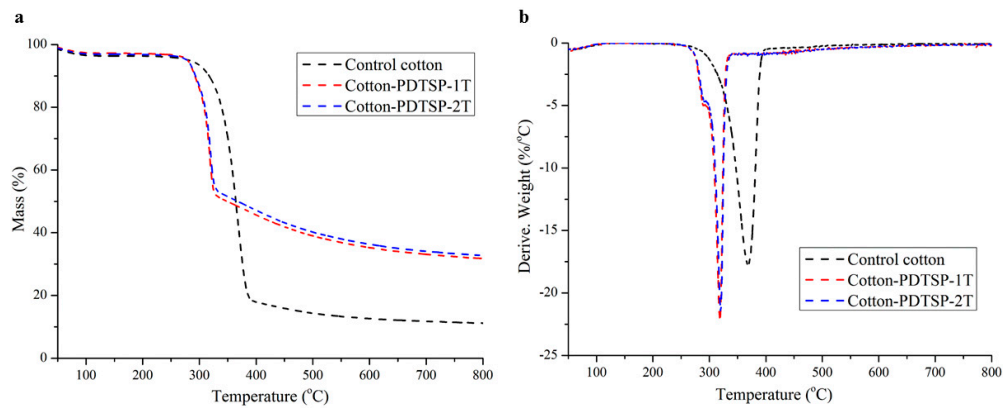 a
100
80
60
40
20
0
Mass (%)
Control cotton
Cotton-PDTSP-1T
Cotton-PDTSP-2T
100 200 300 400 500 600 700 800
Temperature (°C)
b
0
-5
-10
-15
-20
-25
Derive. Weight (%/°C)
Control cotton
Cotton-PDTSP-1T
Cotton-PDTSP-2T
100 200 300 400 500 600 700 800
Temperature (°C)